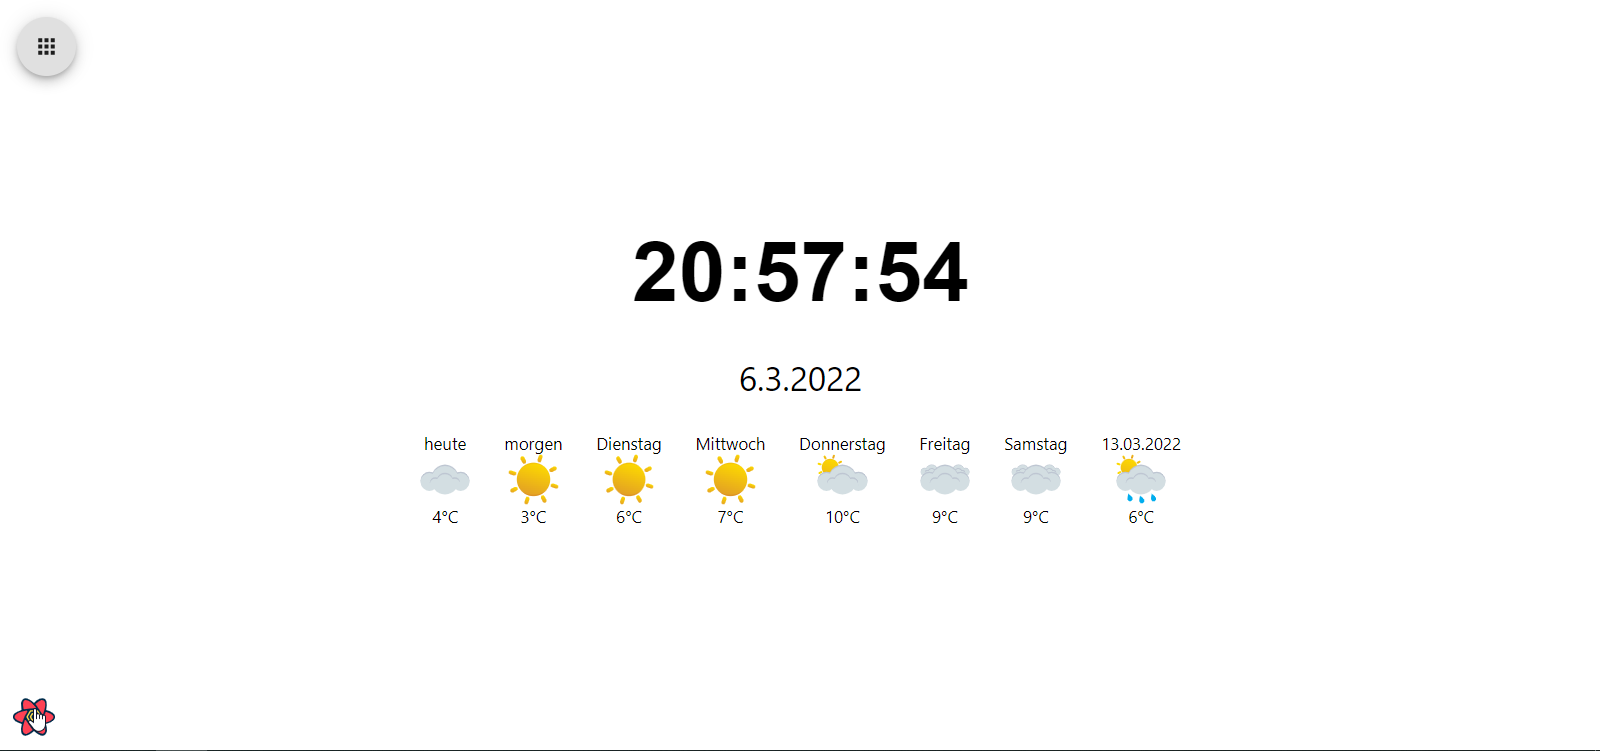 20:57:54
6.3.2022
heute morgen Dienstag Mittwoch Donnerstag Freitag Samstag 13.03.2022
4°C 3°C 6°C 7°C 10°C 9°C 9°C 6°C